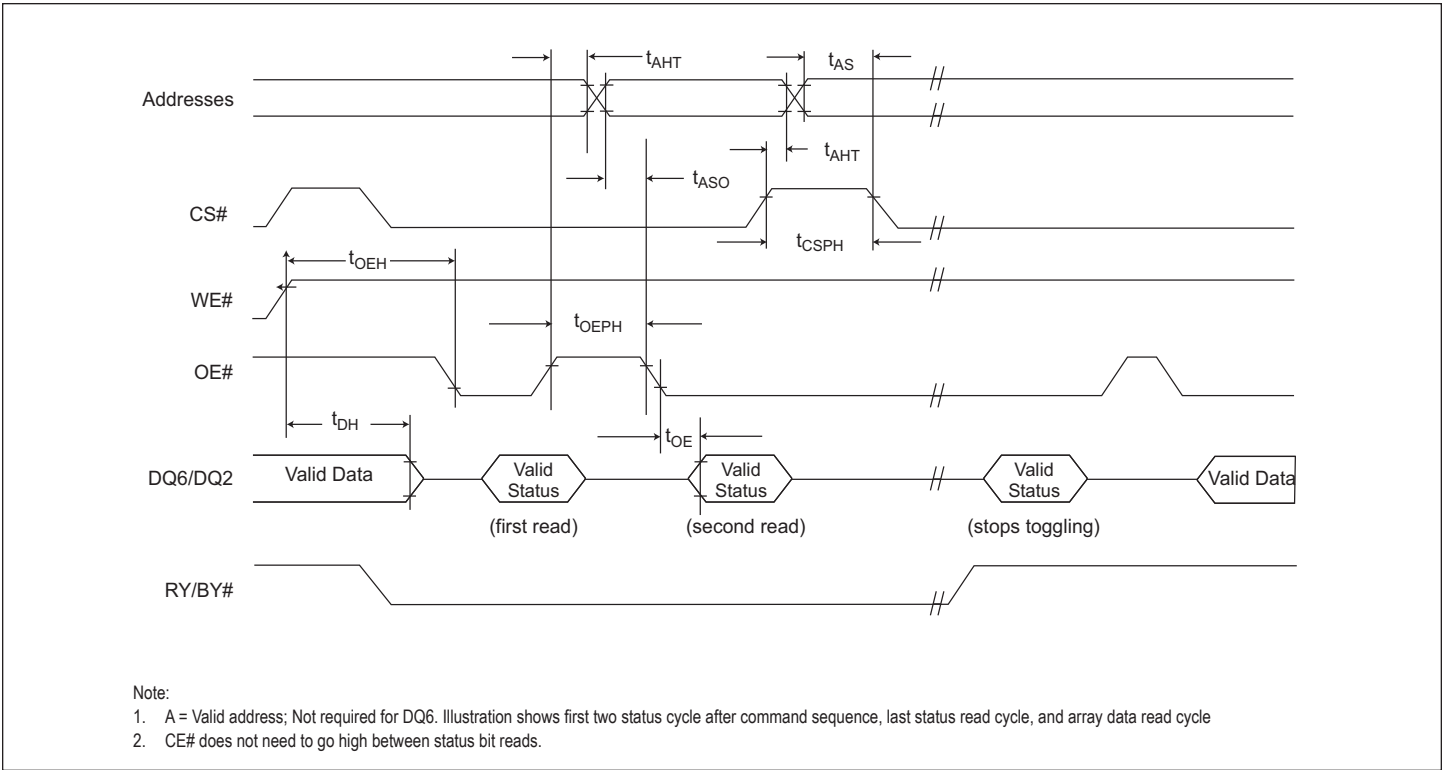 tAHT
tAS
Addresses
tAHT
tASO
CS#
tCSPH
tOEH
WE#
tOEPH
OE#
tDH
tOE
DQ6/DQ2
Valid Data
Valid
Status
Valid
Status
Valid
Status
Valid Data
(first read)
(second read)
(stops toggling)
RY/BY#
Note:
1. A = Valid address; Not required for DQ6. Illustration shows first two status cycle after command sequence, last status read cycle, and array data read cycle
2. CE# does not need to go high between status bit reads.